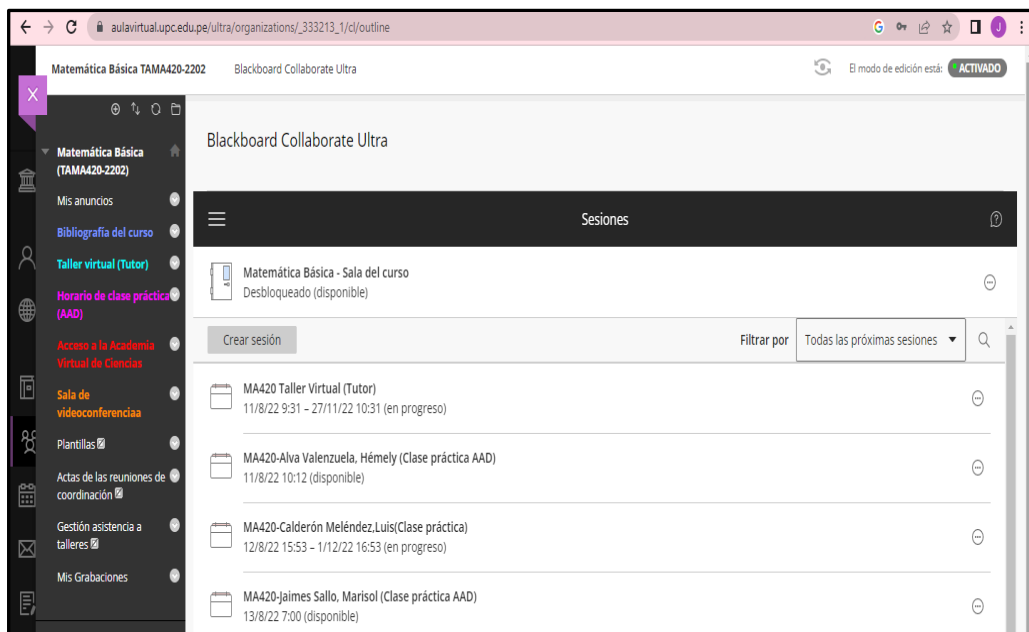 aulavirtual.upc.edu.pe/ultra/organizations/_333213_1/cl/outline
J
Matemática Básica TAMA420-2202
Blackboard Collaborate Ultra
El modo de edición está:
ACTIVADO
X
Matemática Básica
(TAMA420-2202)
Mis anuncios
Bibliografía del curso
Taller virtual (Tutor)
Horario de clase práctica
(AAD)
Acceso a la Academia
Virtual de Ciencias
Sala de
videoconferenciaa
Plantillas
Actas de las reuniones de
coordinación
Gestión asistencia a
talleres
Mis Grabaciones
Blackboard Collaborate Ultra
Sesiones
Matemática Básica - Sala del curso
Desbloqueado (disponible)
Crear sesión
Filtrar por
Todas las próximas sesiones
MA420 Taller Virtual (Tutor)
11/8/22 9:31 – 27/11/22 10:31 (en progreso)
MA420-Alva Valenzuela, Hémely (Clase práctica AAD)
11/8/22 10:12 (disponible)
MA420-Calderón Meléndez,Luis(Clase práctica)
12/8/22 15:53 – 1/12/22 16:53 (en progreso)
MA420-Jaimes Sallo, Marisol (Clase práctica AAD)
13/8/22 7:00 (disponible)